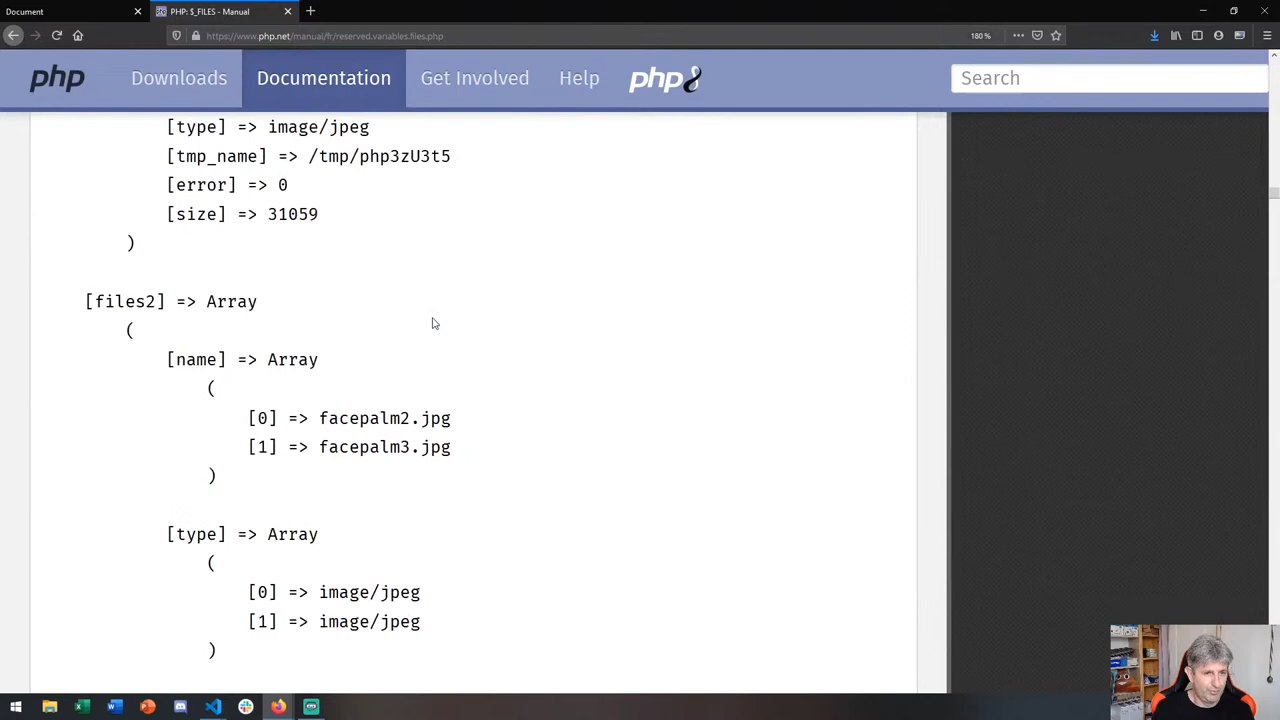 Document
PHP: $_FILES - Manual
https://www.php.net/manual/fr/reserved.variables.files.php
180 %
php
Downloads
Documentation
Get Involved
Help
php8
Search
[type] => image/jpeg
[tmp_name] => /tmp/php3zU3t5
[error] => 0
[size] => 31059
)
[files2] => Array
(
[name] => Array
(
[0] => facepalm2.jpg
[1] => facepalm3.jpg
)
[type] => Array
(
[0] => image/jpeg
[1] => image/jpeg
)